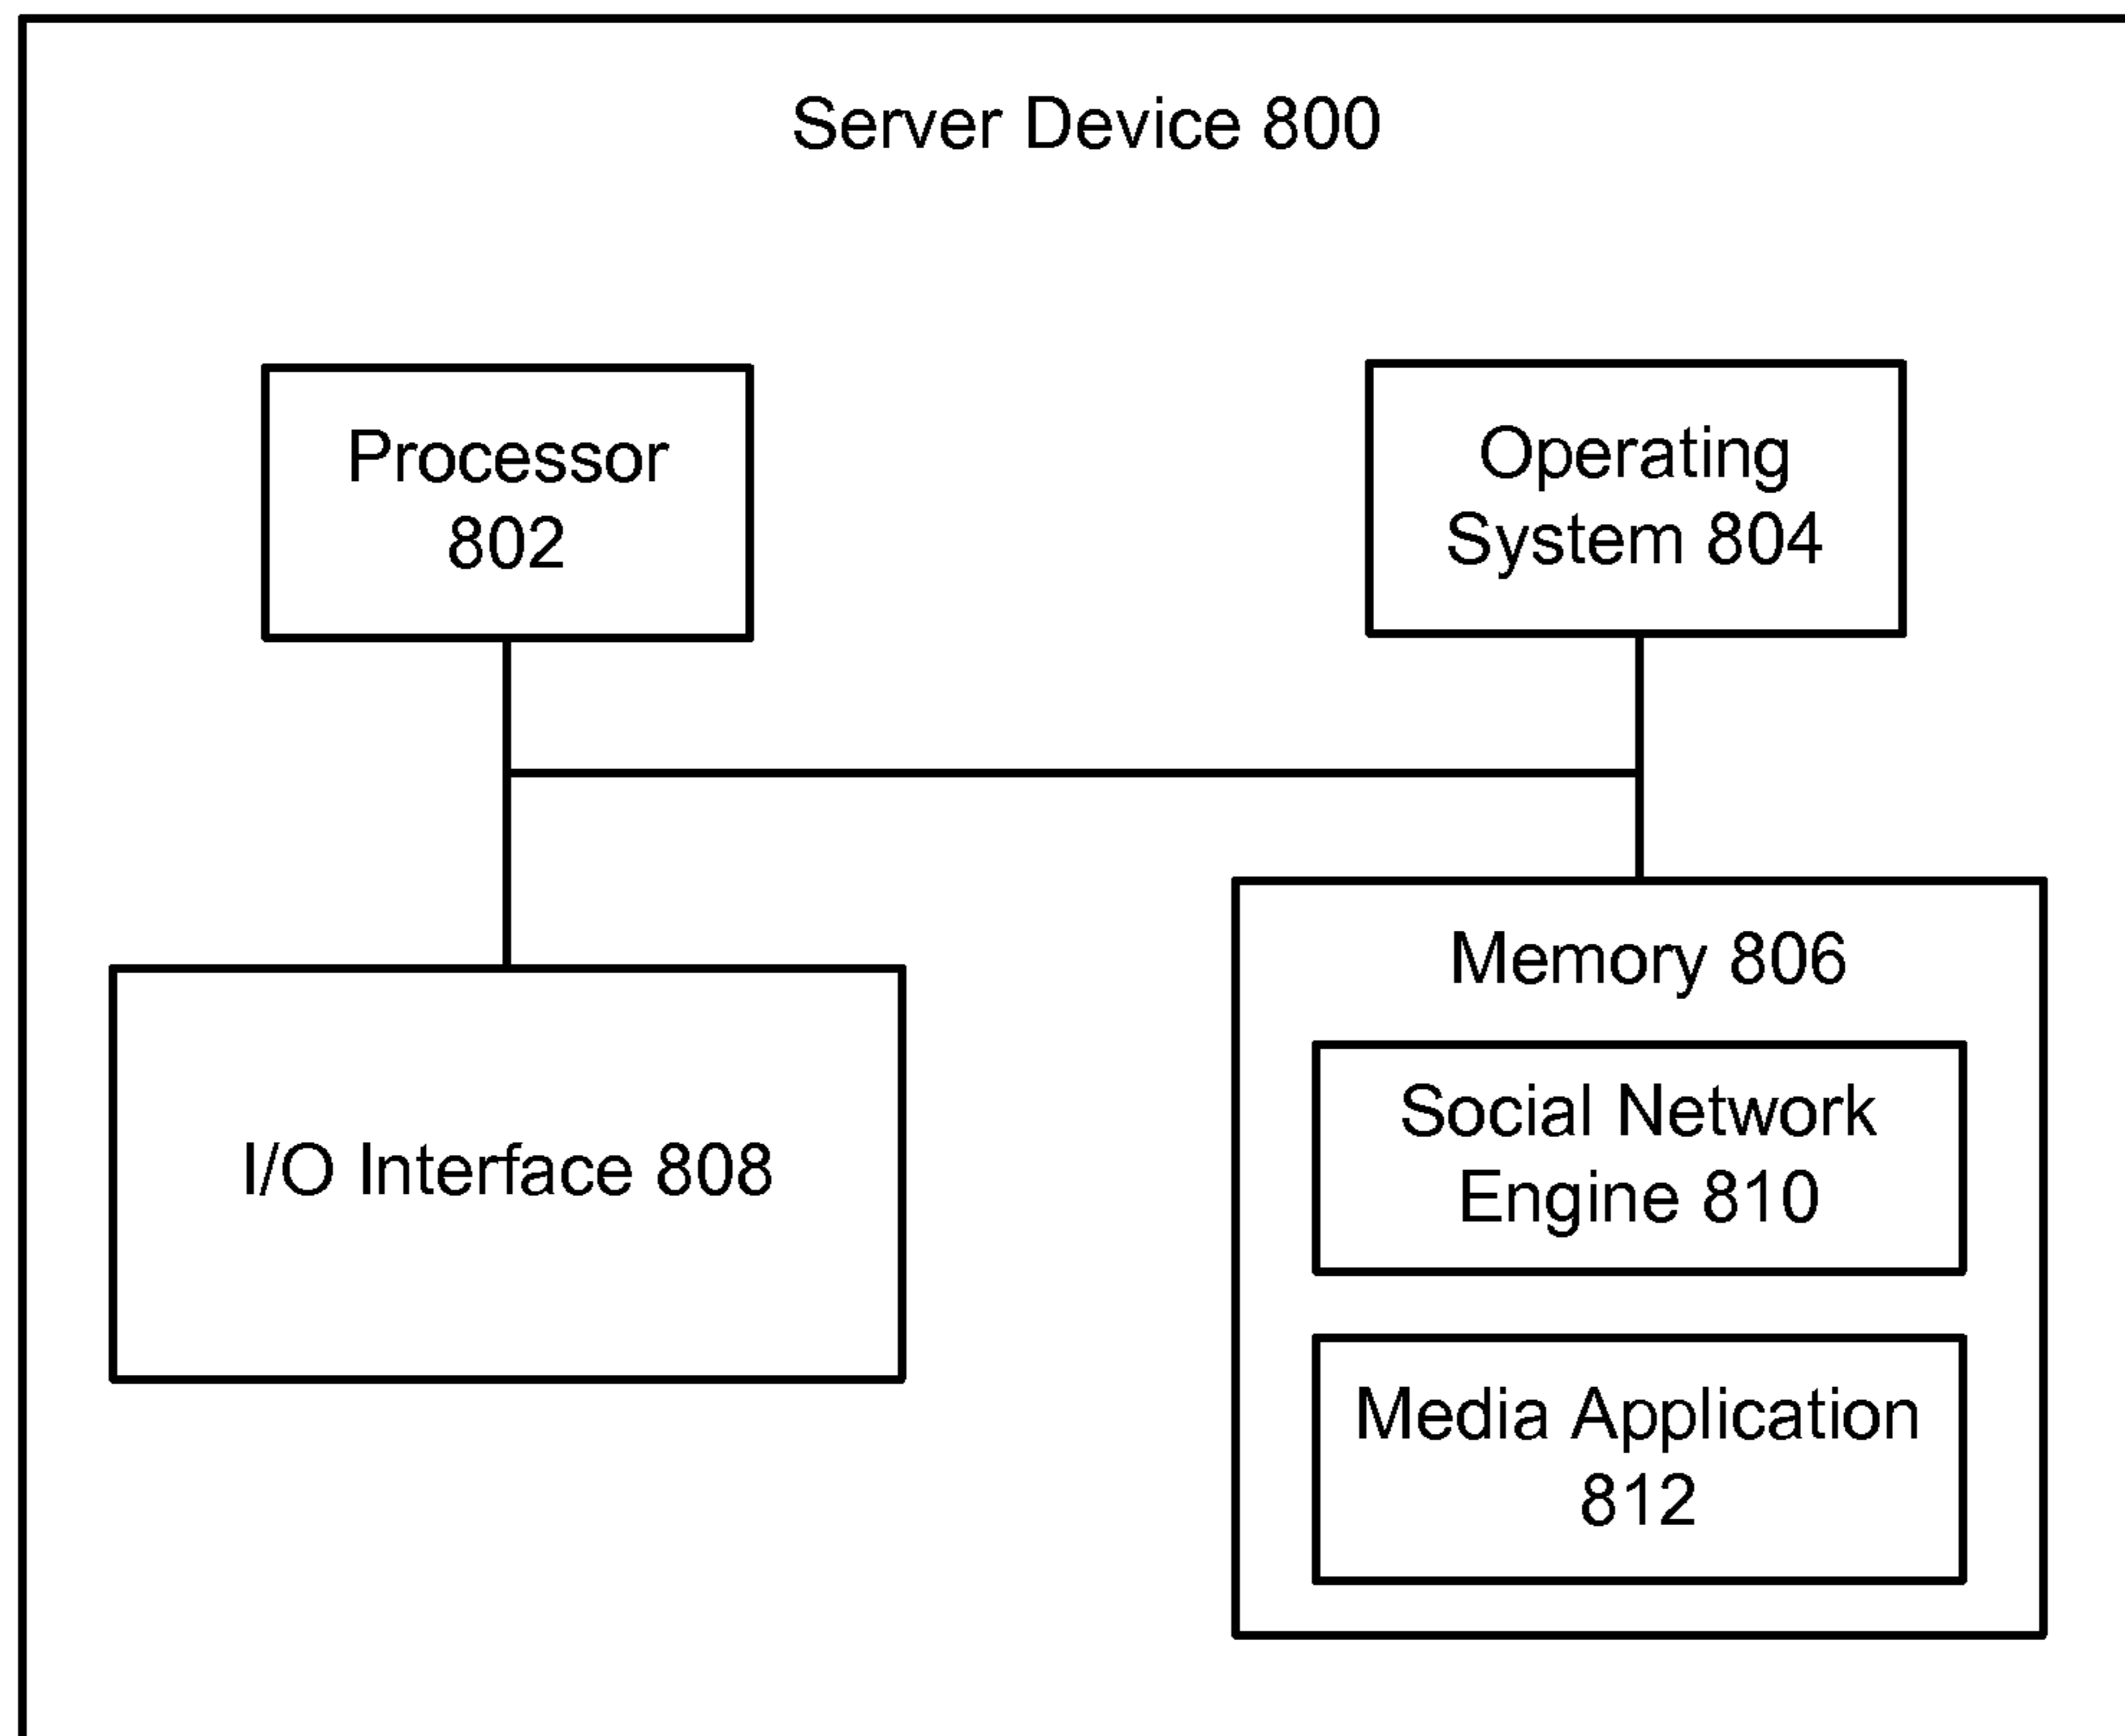 Server Device 800
Processor
802
Operating
System 804
Memory 806
I/O Interface 808
Social Network
Engine 810
Media Application
812